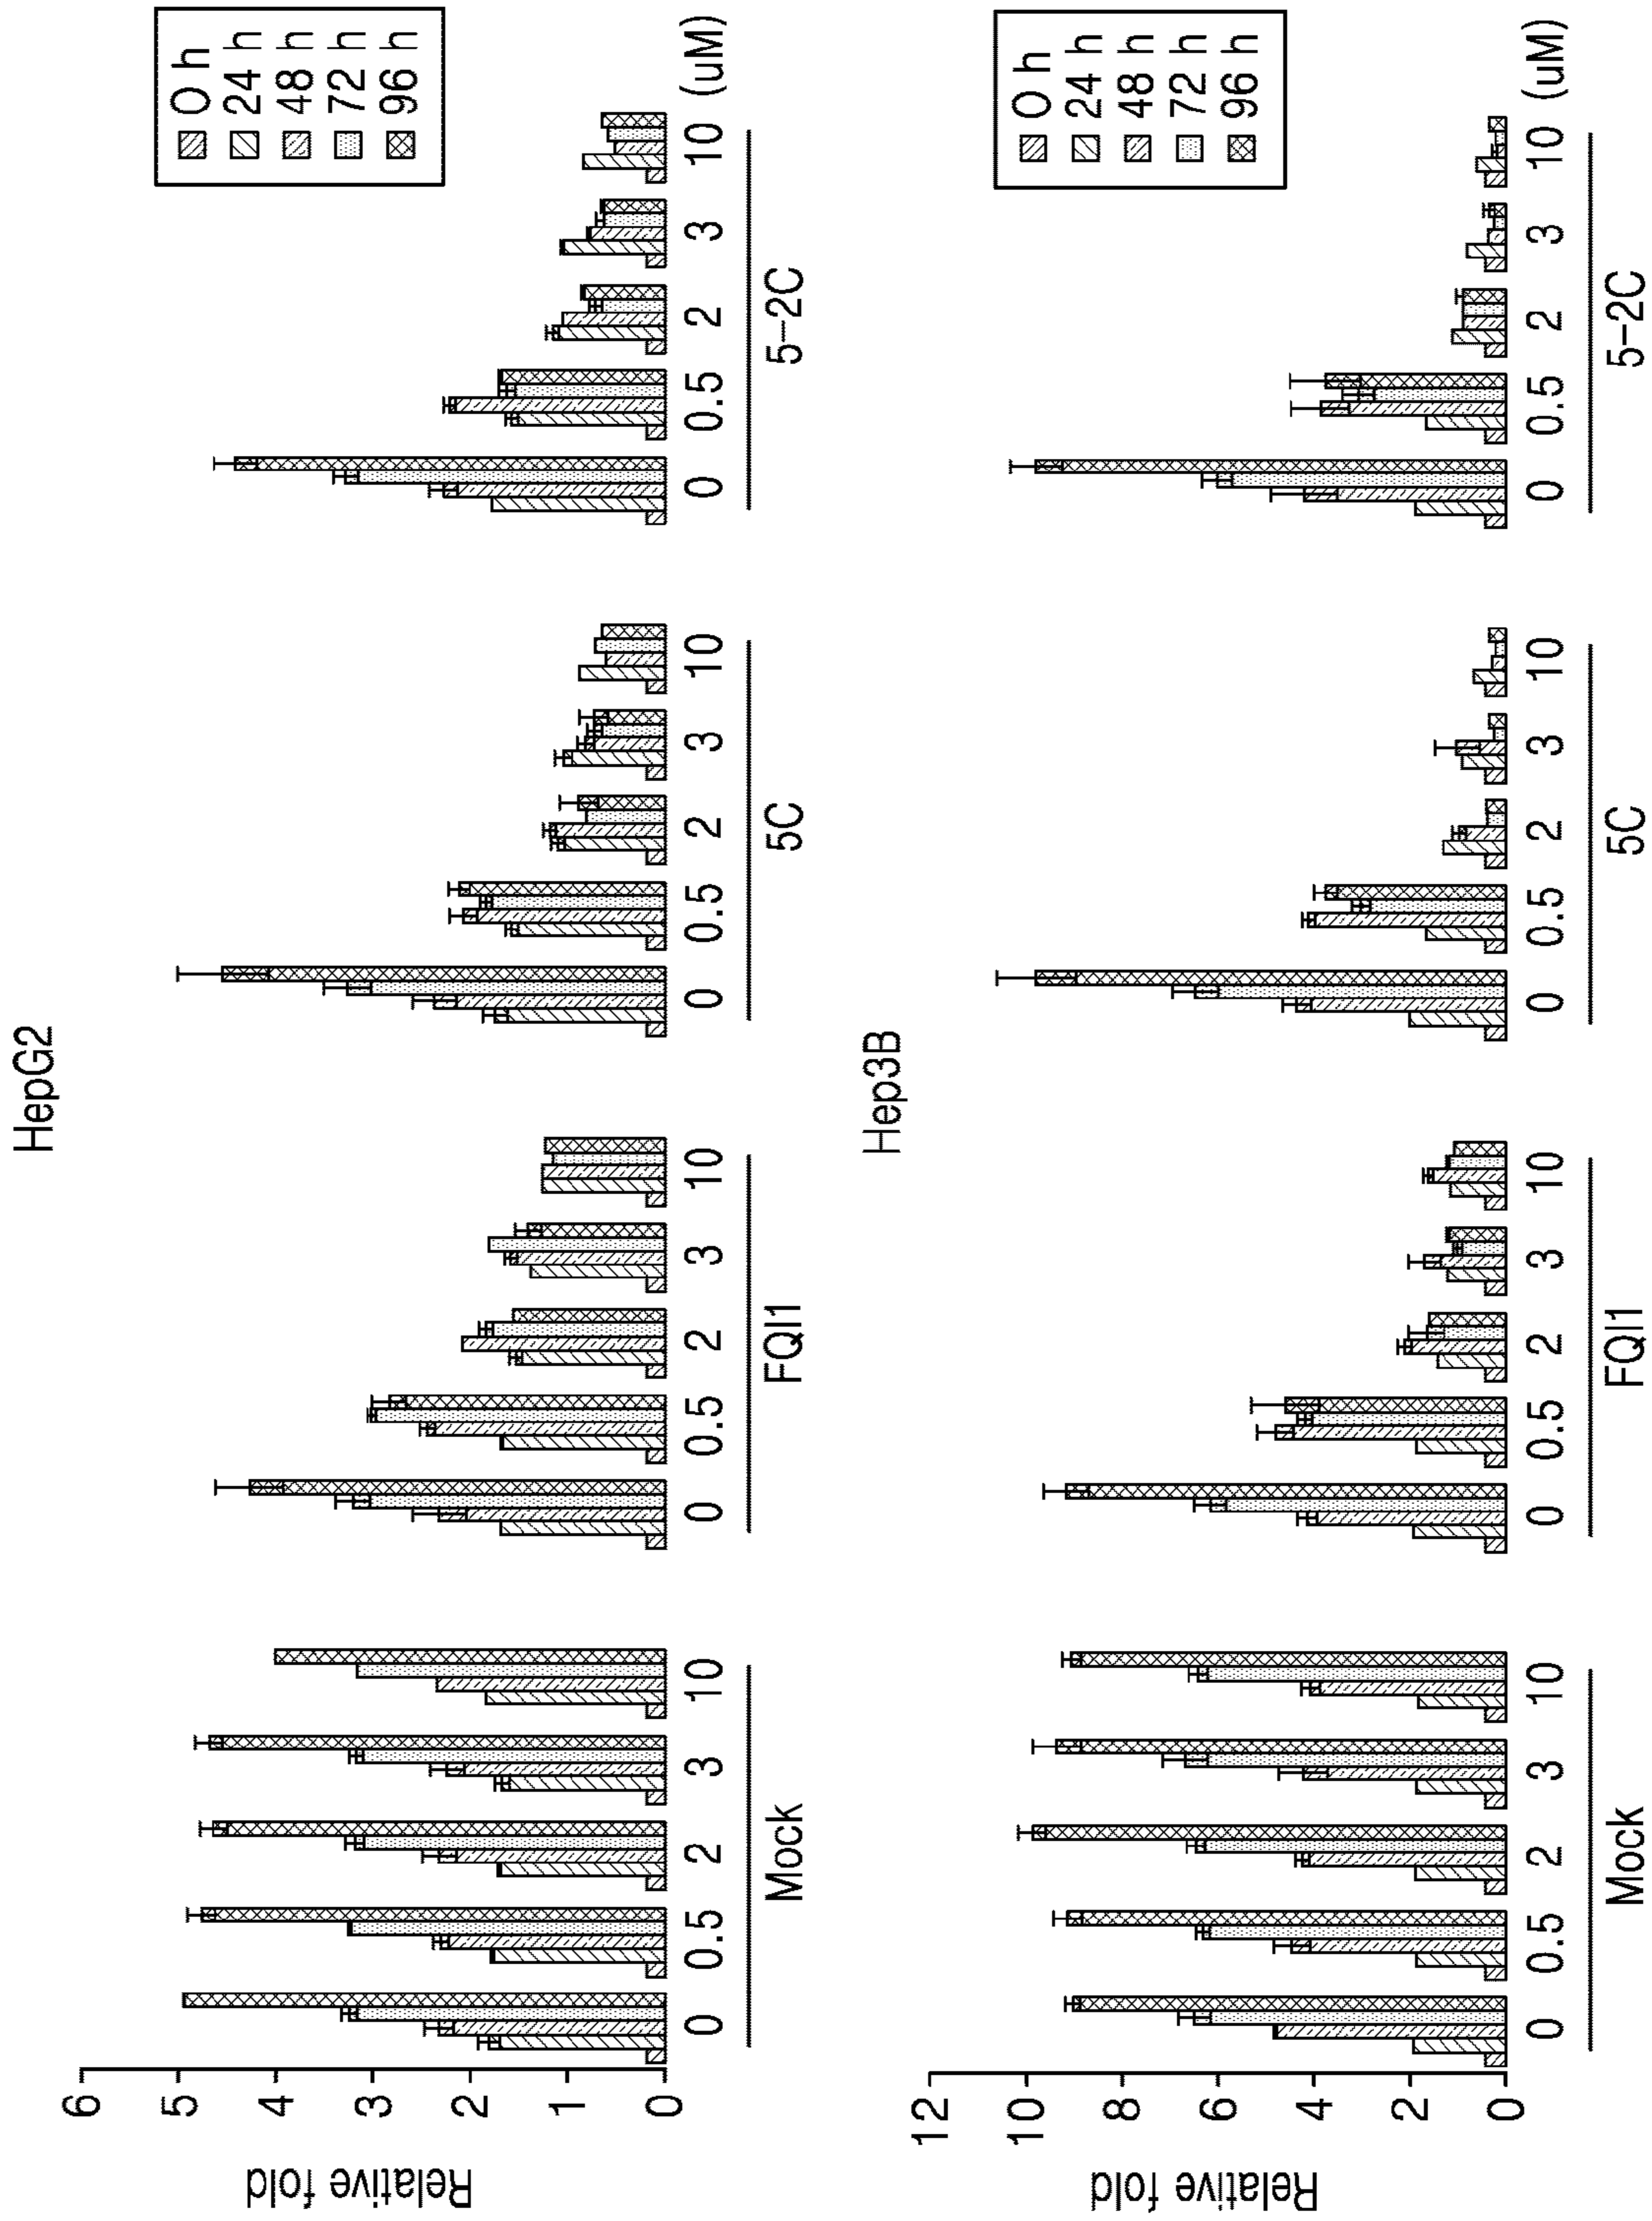 HepG2
Relative fold
6
5
4
3
2
1
0
0 h
24 h
48 h
72 h
96 h
0 0.5 2 3 10 0 0.5 2 3 10 0 0.5 2 3 10 0 0.5 2 3 10 (uM)
Mock FQI1 5C 5-2C
Hep3B
Relative fold
12
10
8
6
4
2
0
0 h
24 h
48 h
72 h
96 h
0 0.5 2 3 10 0 0.5 2 3 10 0 0.5 2 3 10 0 0.5 2 3 10 (uM)
Mock FQI1 5C 5-2C